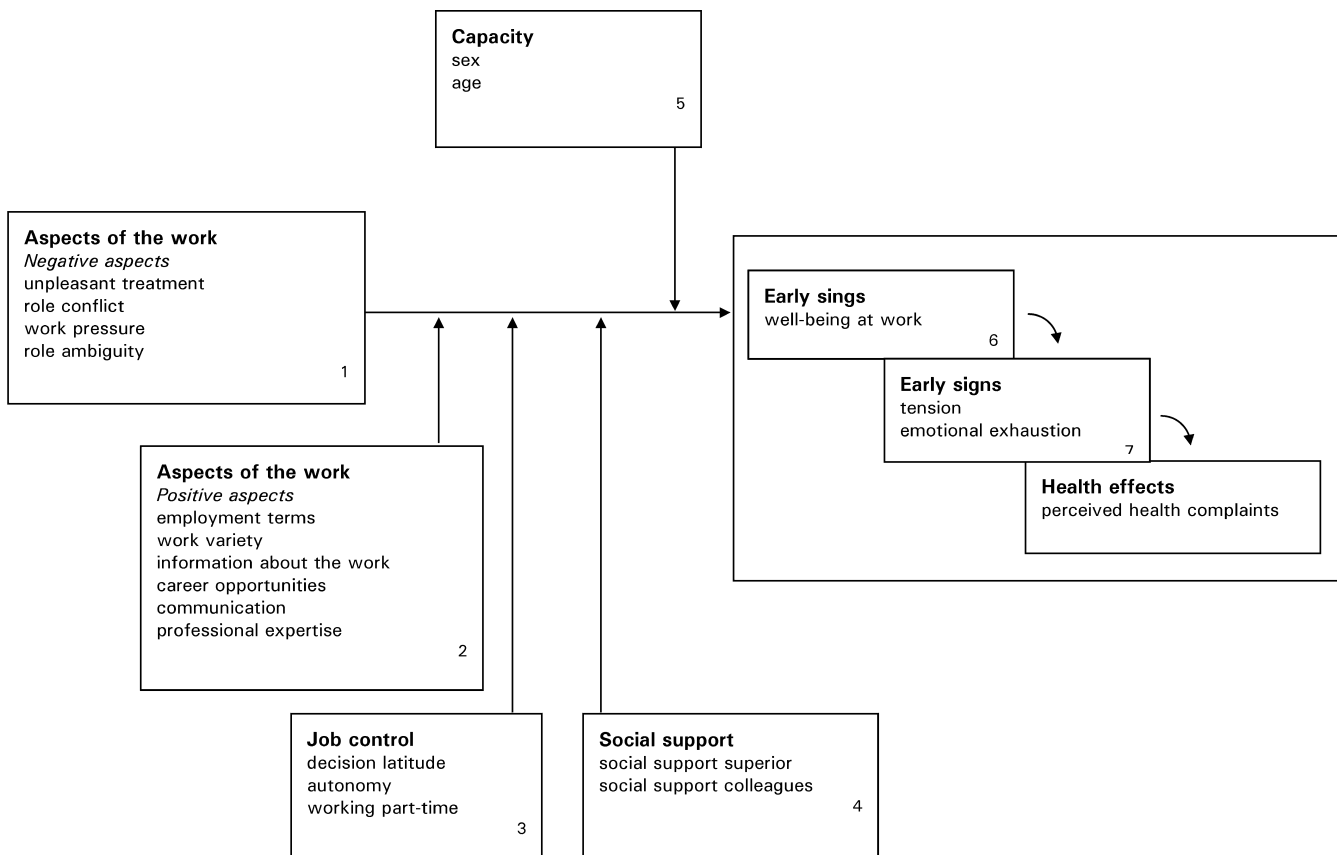 Capacity
sex
age
5
Aspects of the work
Negative aspects
unpleasant treatment
role conflict
work pressure
role ambiguity
1
Early sings
well-being at work
6
Early signs
tension
emotional exhaustion
7
Health effects
perceived health complaints
Aspects of the work
Positive aspects
employment terms
work variety
information about the work
career opportunities
communication
professional expertise
2
Job control
decision latitude
autonomy
working part-time
3
Social support
social support superior
social support colleagues
4